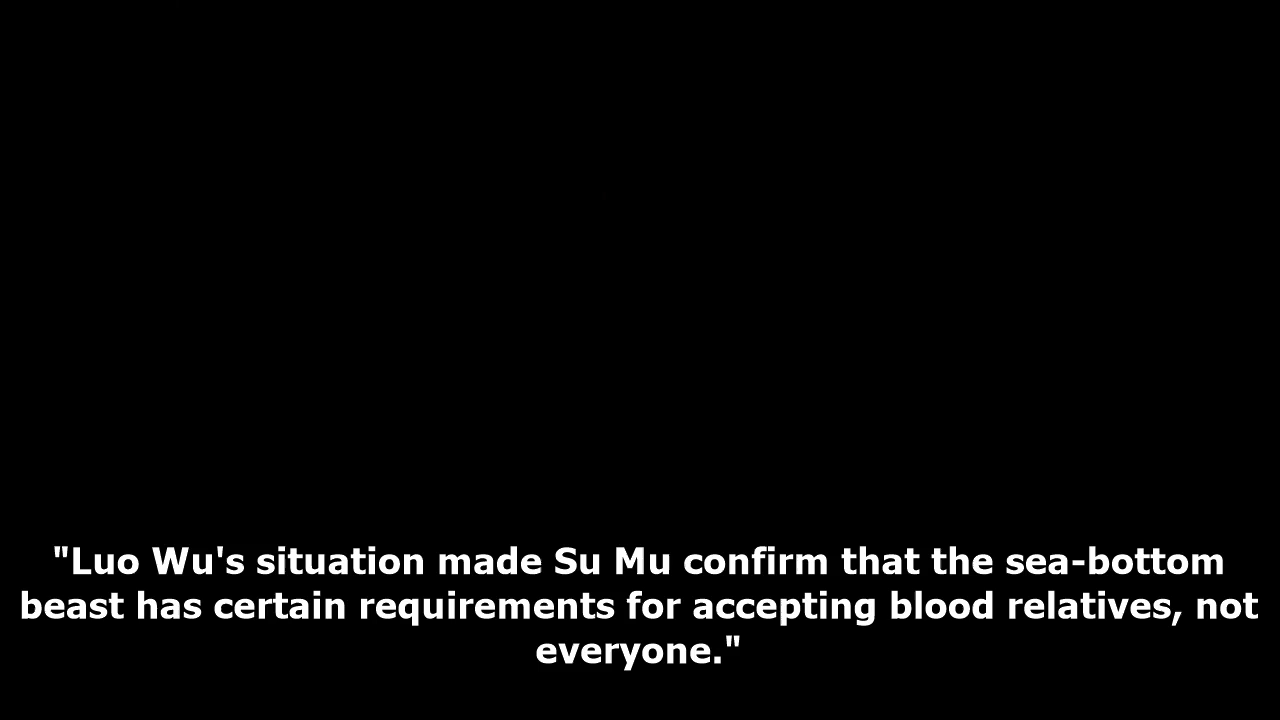 "Luo Wu's situation made Su Mu confirm that the sea-bottom
beast has certain requirements for accepting blood relatives, not
everyone."